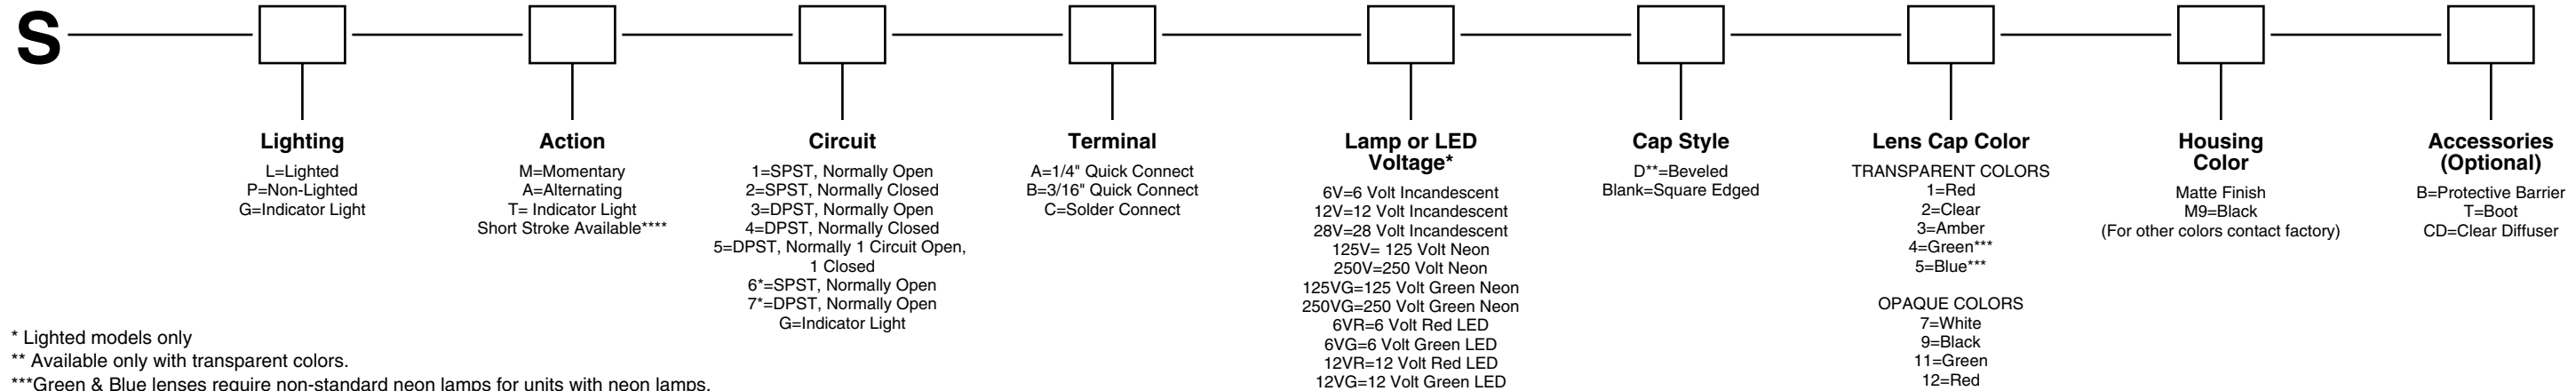 S
Lighting
L=Lighted
P=Non-Lighted
G=Indicator Light
Action
M=Momentary
A=Alternating
T= Indicator Light
Short Stroke Available****
Circuit
1=SPST, Normally Open
2=SPST, Normally Closed
3=DPST, Normally Open
4=DPST, Normally Closed
5=DPST, Normally 1 Circuit Open,
1 Closed
6*=SPST, Normally Open
7*=DPST, Normally Open
G=Indicator Light
Terminal
A=1/4" Quick Connect
B=3/16" Quick Connect
C=Solder Connect
Lamp or LED
Voltage*
6V=6 Volt Incandescent
12V=12 Volt Incandescent
28V=28 Volt Incandescent
125V= 125 Volt Neon
250V=250 Volt Neon
125VG=125 Volt Green Neon
250VG=250 Volt Green Neon
6VR=6 Volt Red LED
6VG=6 Volt Green LED
12VR=12 Volt Red LED
12VG=12 Volt Green LED
Cap Style
D**=Beveled
Blank=Square Edged
Lens Cap Color
TRANSPARENT COLORS
1=Red
2=Clear
3=Amber
4=Green***
5=Blue***
OPAQUE COLORS
7=White
9=Black
11=Green
12=Red
Housing
Color
Matte Finish
M9=Black
(For other colors contact factory)
Accessories
(Optional)
B=Protective Barrier
T=Boot
CD=Clear Diffuser
* Lighted models only
** Available only with transparent colors.
***Green & Blue lenses require non-standard neon lamps for units with neon lamps.